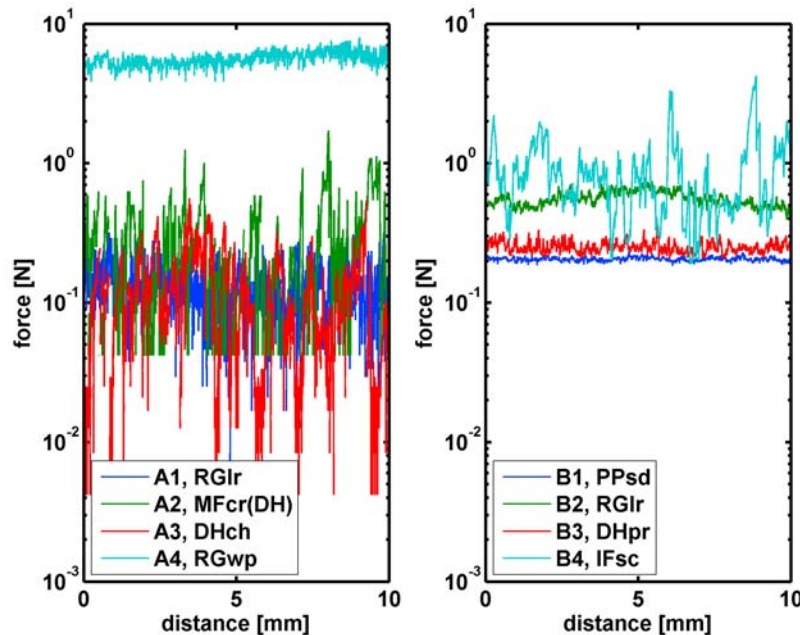 10^1
10^0
10^-1
10^-2
10^-3
force [N]
A1, RGlr
A2, MFcr(DH)
A3, DHch
A4, RGwp
0 5 10
distance [mm]
10^1
10^0
10^-1
10^-2
10^-3
force [N]
B1, PPsd
B2, RGlr
B3, DHpr
B4, IFsc
0 5 10
distance [mm]